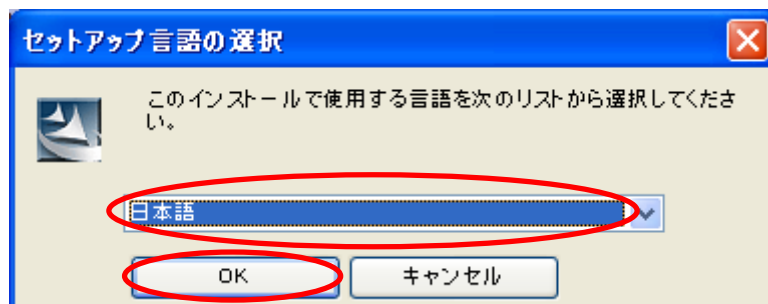 セットアップ言語の選択
このインストールで使用する言語を次のリストから選択してくださ
い。
日本語
OK
キャンセル